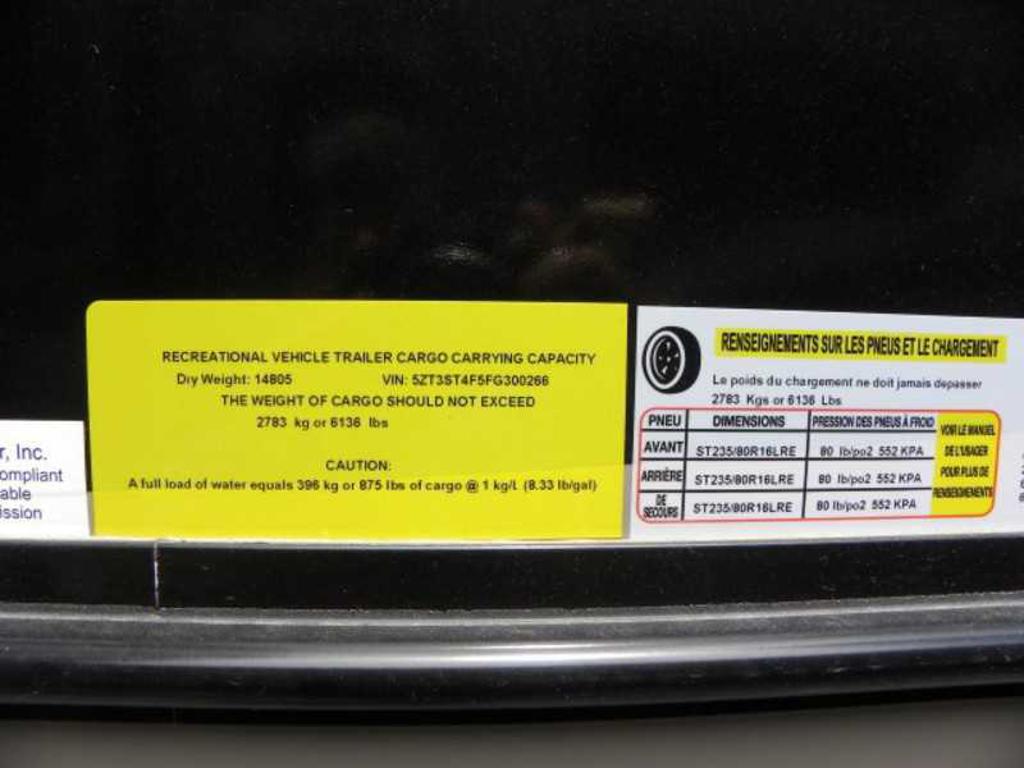 r, Inc.
ompliant
able
ission
RECREATIONAL VEHICLE TRAILER CARGO CARRYING CAPACITY
Dry Weight: 14805 VIN: 5ZT3ST4F5FG300266
THE WEIGHT OF CARGO SHOULD NOT EXCEED
2783 kg or 6136 lbs
CAUTION:
A full load of water equals 396 kg or 875 lbs of cargo @ 1 kg/L (8.33 lb/gal)
RENSEIGNEMENTS SUR LES PNEUS ET LE CHARGEMENT
Le poids du chargement ne doit jamais depasser
2783 Kgs or 6136 Lbs
PNEU DIMENSIONS PRESSION DES PNEUS À FROID
AVANT ST235/80R16LRE 80 lb/po2 552 KPA
ARRIÈRE ST235/80R16LRE 80 lb/po2 552 KPA
DE SECOURS ST235/80R16LRE 80 lb/po2 552 KPA
VOIR LE MANUEL
DE L'USAGER
POUR PLUS DE
RENSEIGNEMENTS